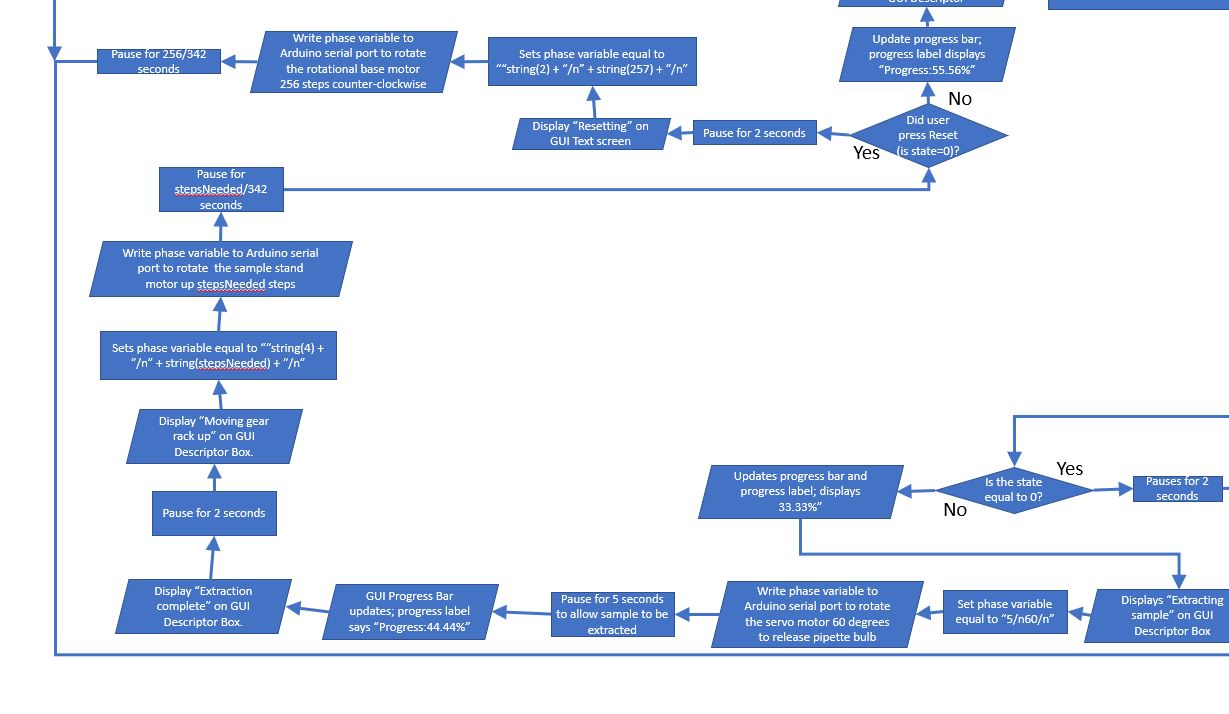 GUI Descriptor
Write phase variable to
Arduino serial port to rotate
the rotational base motor
256 steps counter-clockwise
Pause for 256/342
seconds
Sets phase variable equal to
““string(2) + “/n” + string(257) + “/n”
Update progress bar;
progress label displays
“Progress:55.56%”
No
Did user
press Reset
(is state=0)?
Yes
Pause for 2 seconds
Display “Resetting” on
GUI Text screen
Pause for
stepsNeeded/342
seconds
Write phase variable to Arduino serial
port to rotate the sample stand
motor up stepsNeeded steps
Sets phase variable equal to ““string(4) +
“/n” + string(stepsNeeded) + “/n”
Display “Moving gear
rack up” on GUI
Descriptor Box.
Pause for 2 seconds
Updates progress bar and
progress label; displays
33.33%”
Is the state
equal to 0?
Yes
No
Pauses for 2
seconds
Display “Extraction
complete” on GUI
Descriptor Box.
GUI Progress Bar
updates; progress label
says “Progress:44.44%”
Pause for 5 seconds
to allow sample to be
extracted
Write phase variable to
Arduino serial port to rotate
the servo motor 60 degrees
to release pipette bulb
Set phase variable
equal to “5/n60/n”
Displays “Extracting
sample” on GUI
Descriptor Box